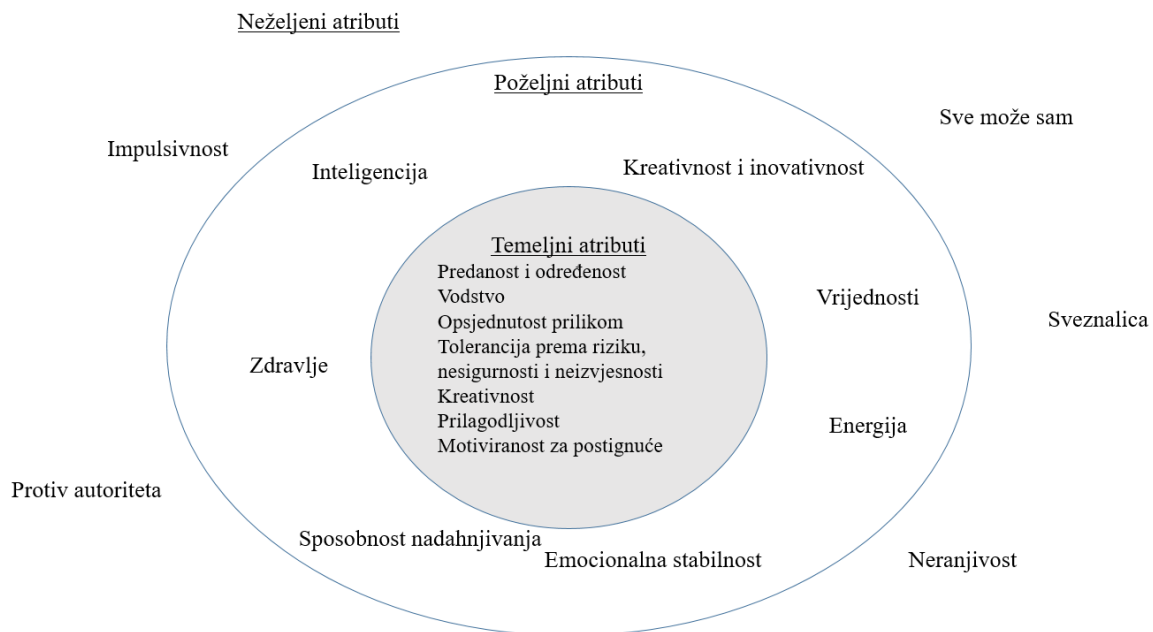 Neželjeni atributi
Poželjni atributi
Sve može sam
Impulsivnost
Inteligencija
Kreativnost i inovativnost
Temeljni atributi
Predanost i određenost
Vodstvo
Opsjednutost prilikom
Tolerancija prema riziku,
nesigurnosti i neizvjesnosti
Kreativnost
Prilagodljivost
Motiviranost za postignuće
Vrijednosti
Sveznalica
Zdravlje
Energija
Protiv autoriteta
Sposobnost nadahnjivanja
Emocionalna stabilnost
Neranjivost